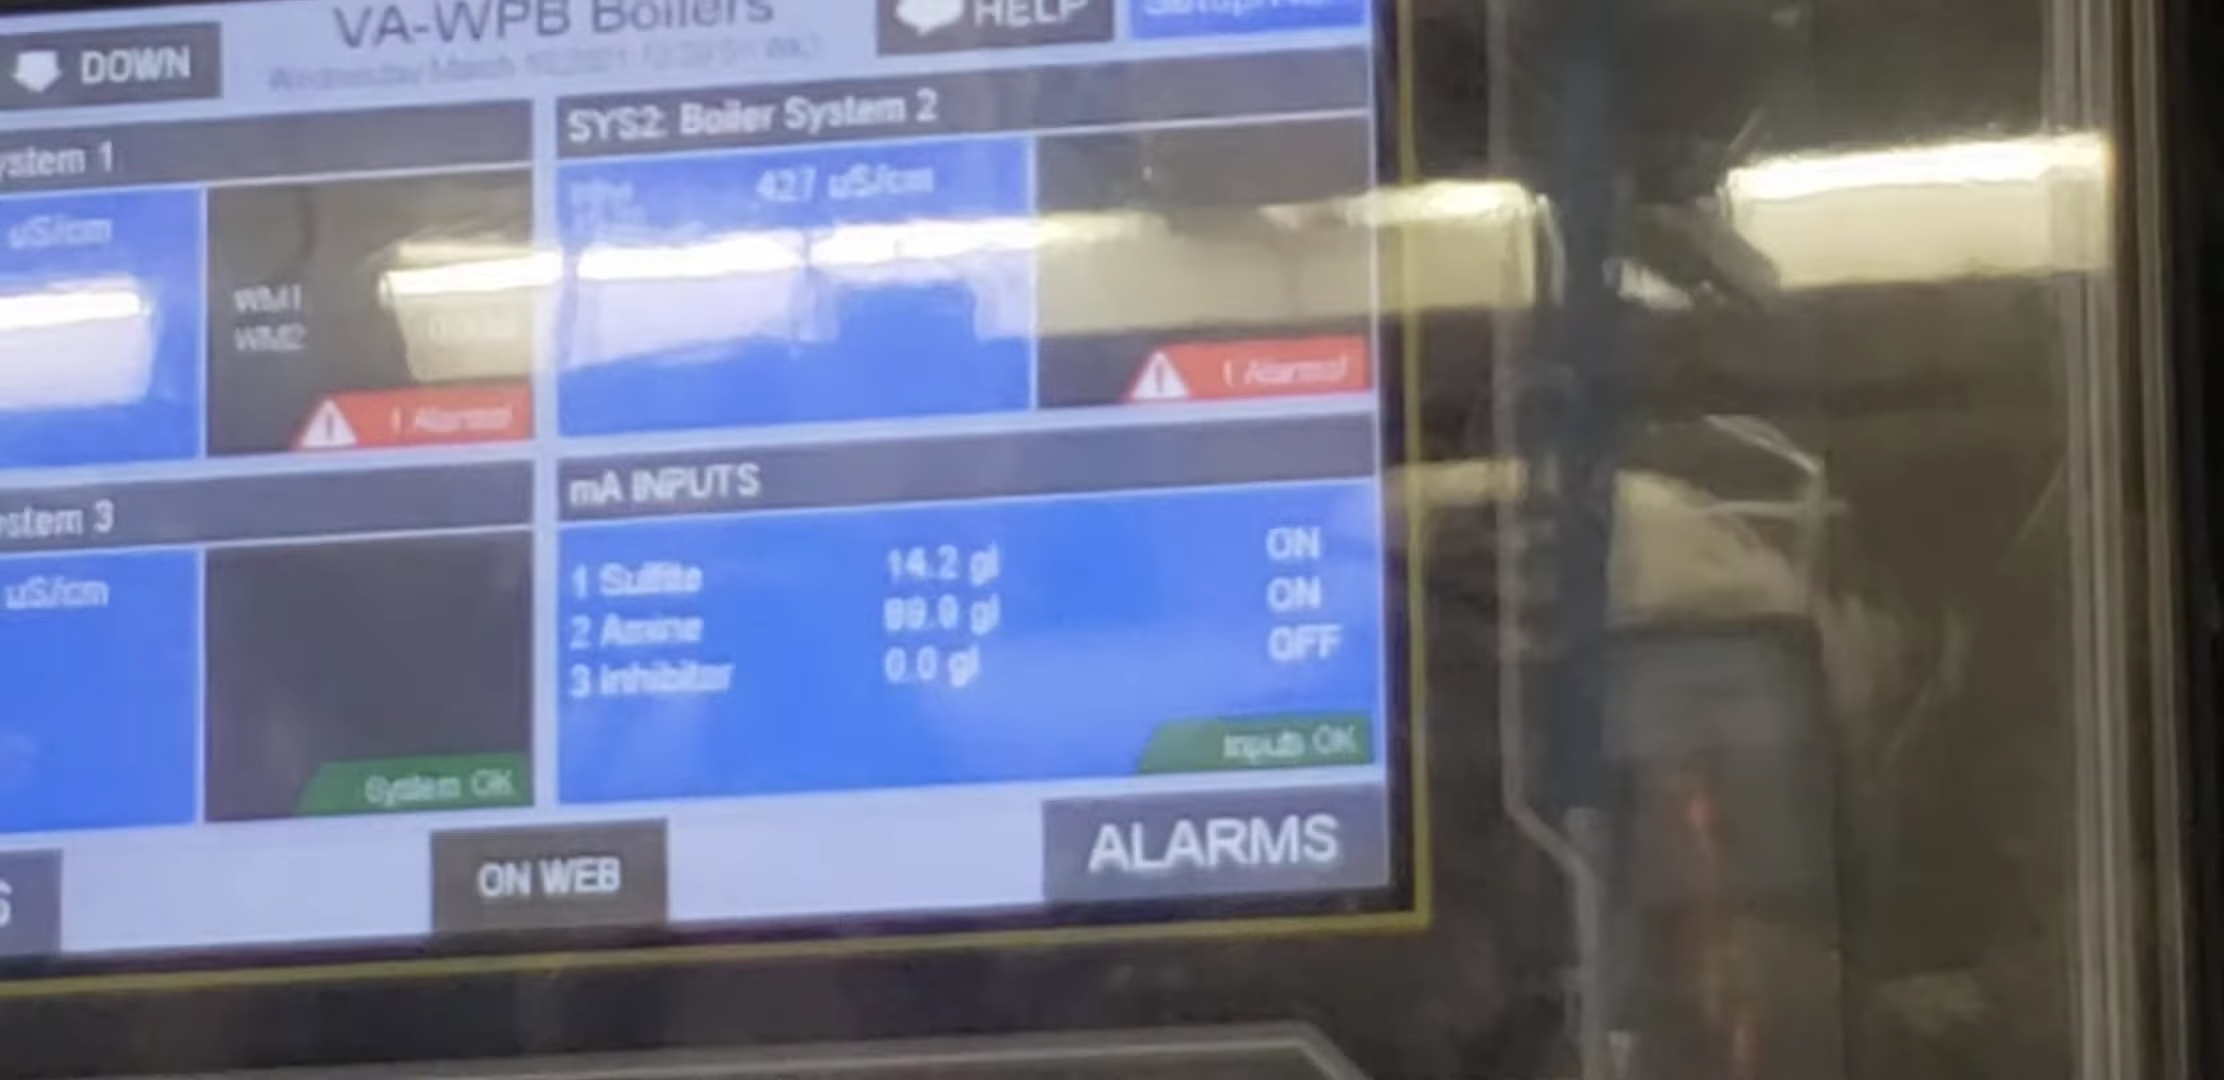 VA-WPB Boilers
HELP
DOWN
Wednesday March
ystem 1
SYS2: Boiler System 2
uS/cm
427 uS/cm
WM1
WM2
1 Alarms!
1 Alarms!
stem 3
mA INPUTS
uS/cm
1 Sulfite 14.2 gl ON
2 Amine gl ON
3 Inhibitor 0.0 gl OFF
System OK
Inputs OK
S
ON WEB
ALARMS